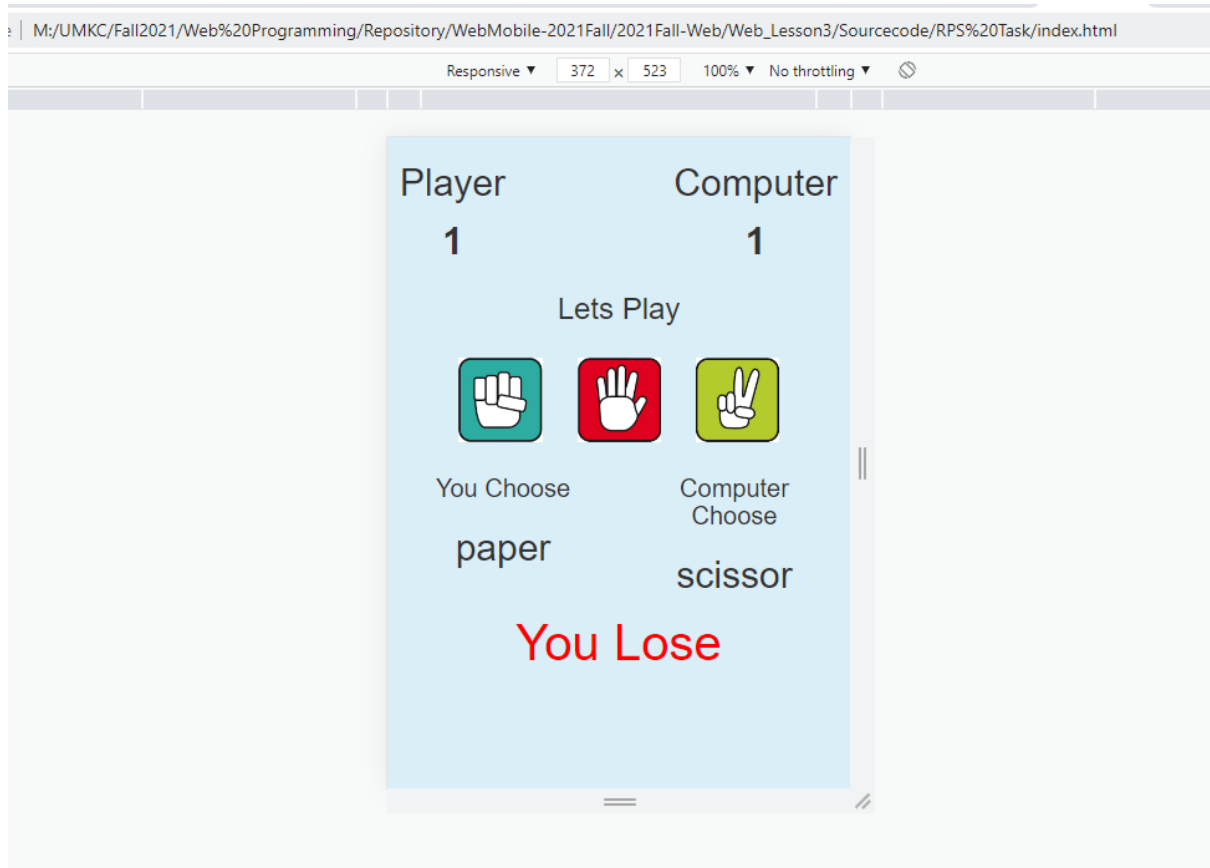 M:/UMKC/Fall2021/Web%20Programming/Repository/WebMobile-2021Fall/2021Fall-Web/Web_Lesson3/Sourcecode/RPS%20Task/index.html
Responsive ▼ 372 x 523 100% ▼ No throttling ▼
Player Computer
1 1
Lets Play
You Choose Computer
Choose
paper
scissor
You Lose